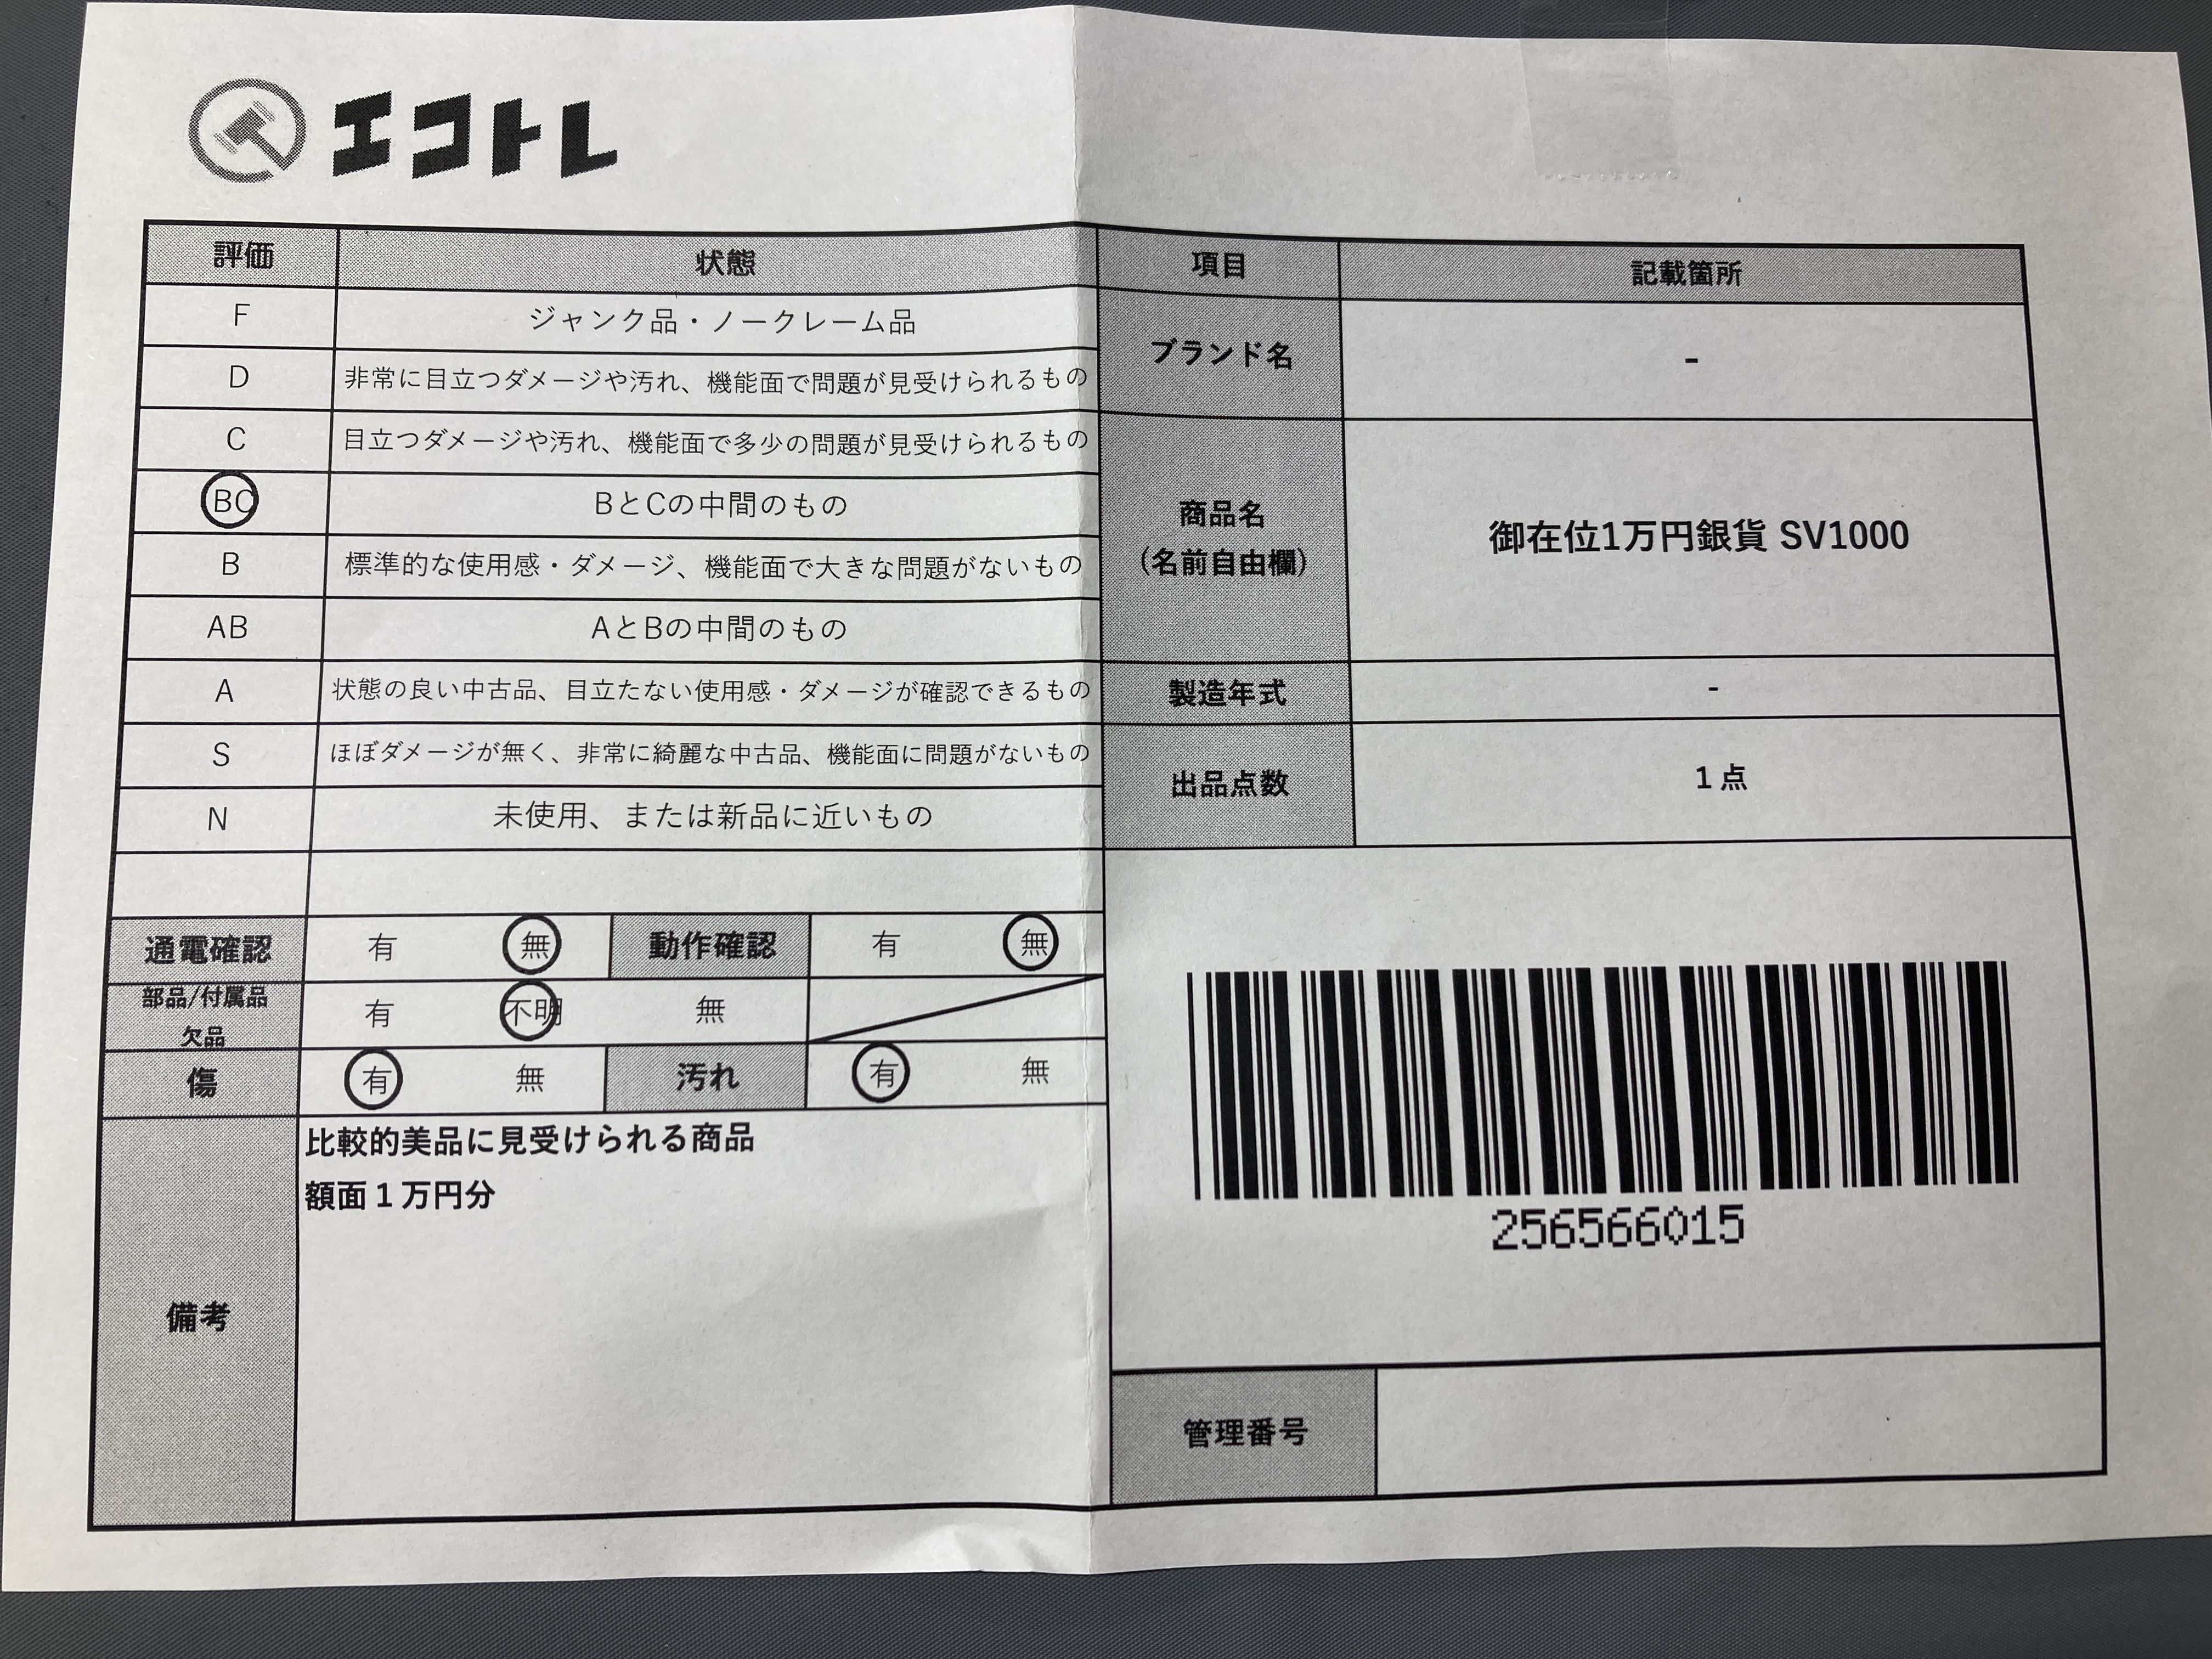 エコトレ
評価 状態
F ジャンク品・ノークレーム品
D 非常に目立つダメージや汚れ、機能面で問題が見受けられるもの
C 目立つダメージや汚れ、機能面で多少の問題が見受けられるもの
BC BとCの中間のもの
B 標準的な使用感・ダメージ、機能面で大きな問題がないもの
AB AとBの中間のもの
A 状態の良い中古品、目立たない使用感・ダメージが確認できるもの
S ほぼダメージが無く、非常に綺麗な中古品、機能面に問題がないもの
N 未使用、または新品に近いもの
通電確認 有 無 動作確認 有 無
部品/付属品
欠品 有 不明 無
傷 有 無 汚れ 有 無
備考
比較的美品に見受けられる商品
額面1万円分
項目 記載箇所
ブランド名 -
商品名
(名前自由欄)
御在位1万円銀貨 SV1000
製造年式 -
出品点数 1点
256566015
管理番号